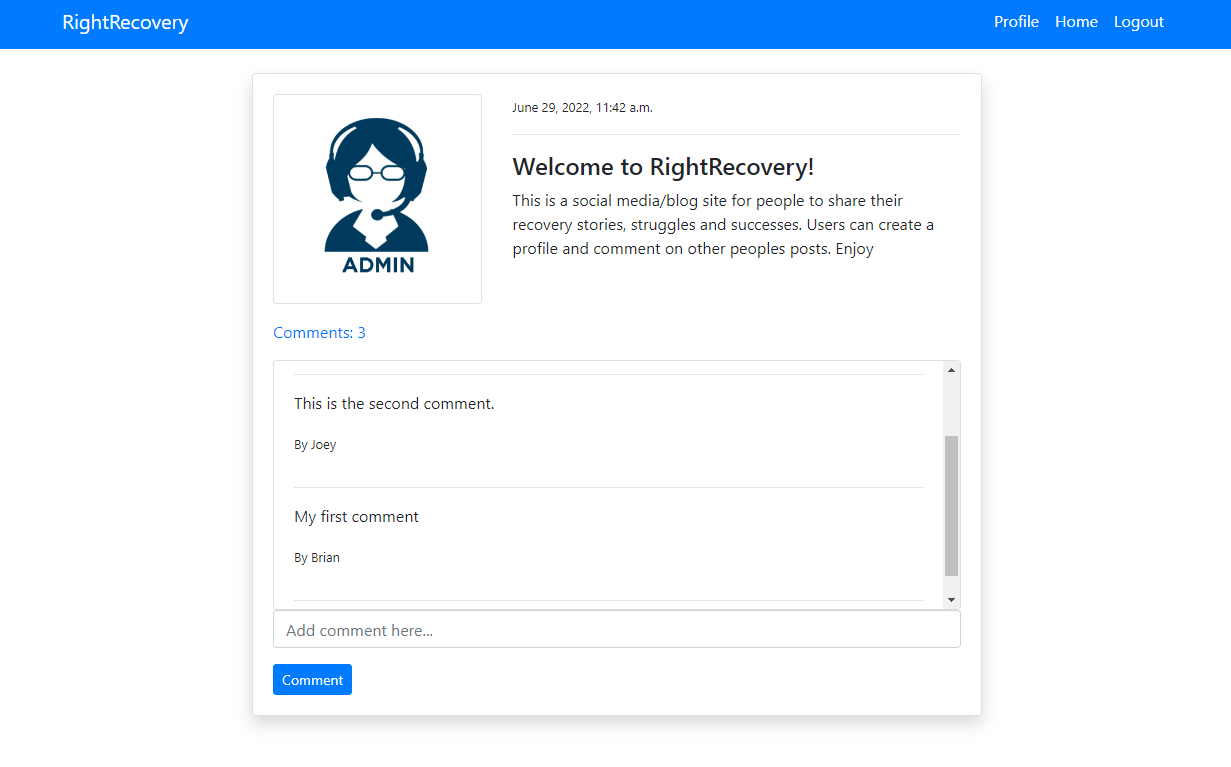 RightRecovery
Profile Home Logout
ADMIN
June 29, 2022, 11:42 a.m.
Welcome to RightRecovery!
This is a social media/blog site for people to share their
recovery stories, struggles and successes. Users can create a
profile and comment on other peoples posts. Enjoy
Comments: 3
This is the second comment.
By Joey
My first comment
By Brian
Add comment here...
Comment